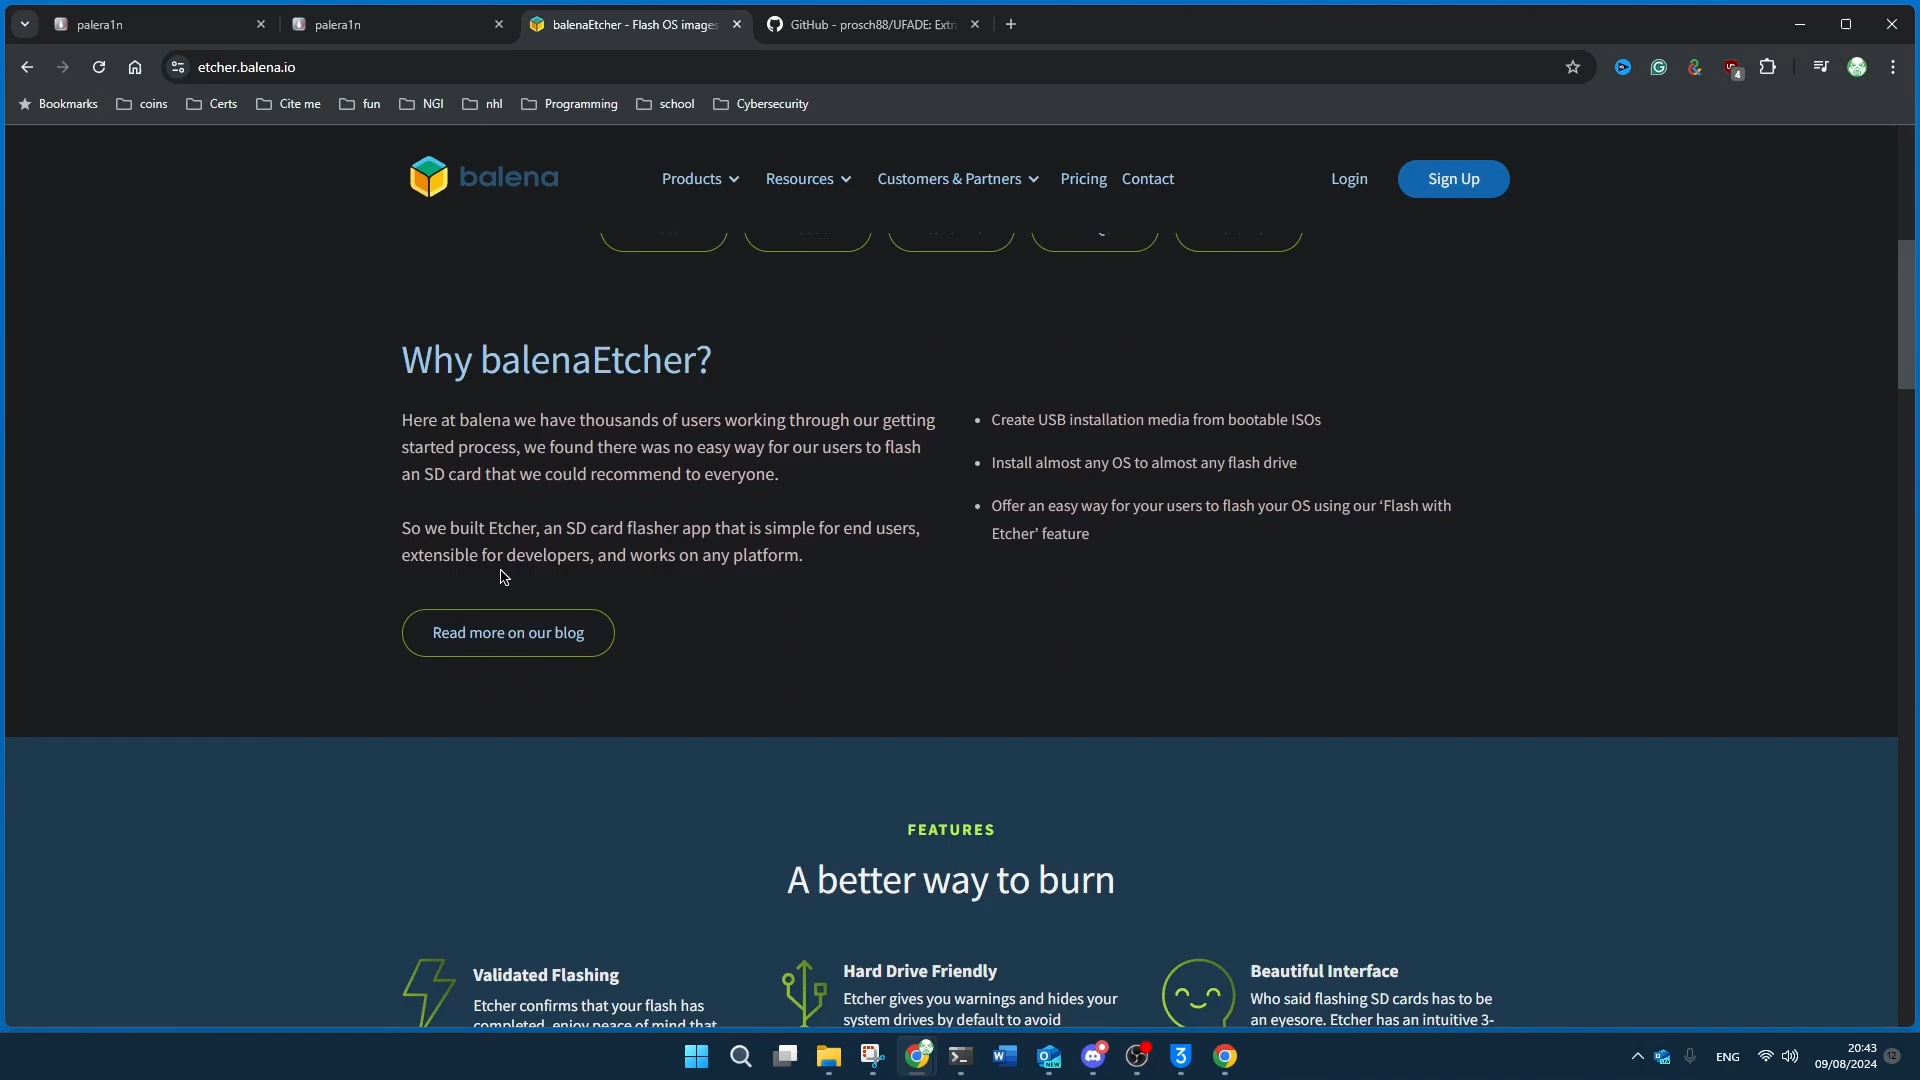 palera1n
palera1n
balenaEtcher - Flash OS images
GitHub - prosch88/UFADE: Extr
etcher.balena.io
4
Bookmarks
coins
Certs
Cite me
fun
NGI
nhl
Programming
school
Cybersecurity
balena
Products
Resources
Customers & Partners
Pricing
Contact
Login
Sign Up
Why balenaEtcher?
Here at balena we have thousands of users working through our getting
started process, we found there was no easy way for our users to flash
an SD card that we could recommend to everyone.
So we built Etcher, an SD card flasher app that is simple for end users,
extensible for developers, and works on any platform.
Read more on our blog
• Create USB installation media from bootable ISOs
• Install almost any OS to almost any flash drive
• Offer an easy way for your users to flash your OS using our ‘Flash with
Etcher’ feature
FEATURES
A better way to burn
Validated Flashing
Etcher confirms that your flash has
completed, enjoy peace of mind that
Hard Drive Friendly
Etcher gives you warnings and hides your
system drives by default to avoid
Beautiful Interface
Who said flashing SD cards has to be
an eyesore. Etcher has an intuitive 3-
ENG
20:43
09/08/2024
12